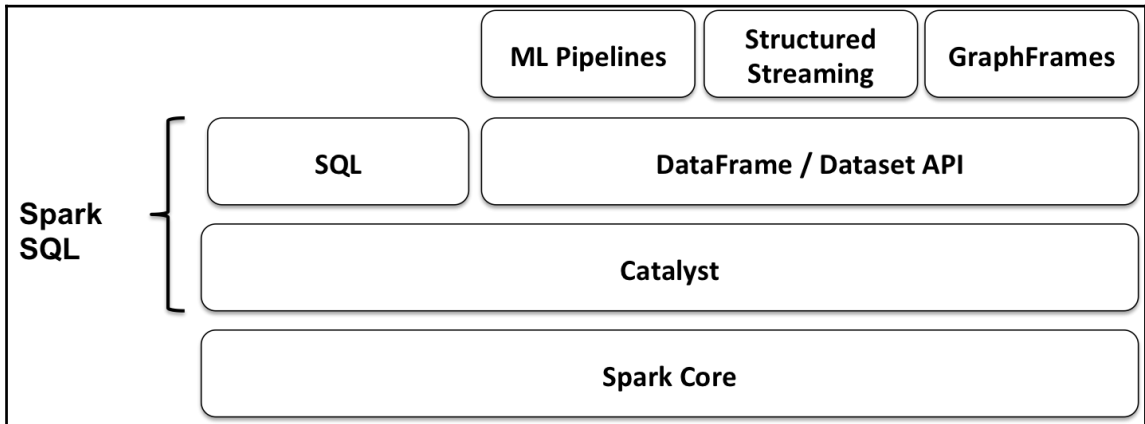 ML Pipelines
Structured
Streaming
GraphFrames
SQL
DataFrame / Dataset API
Spark
SQL
Catalyst
Spark Core